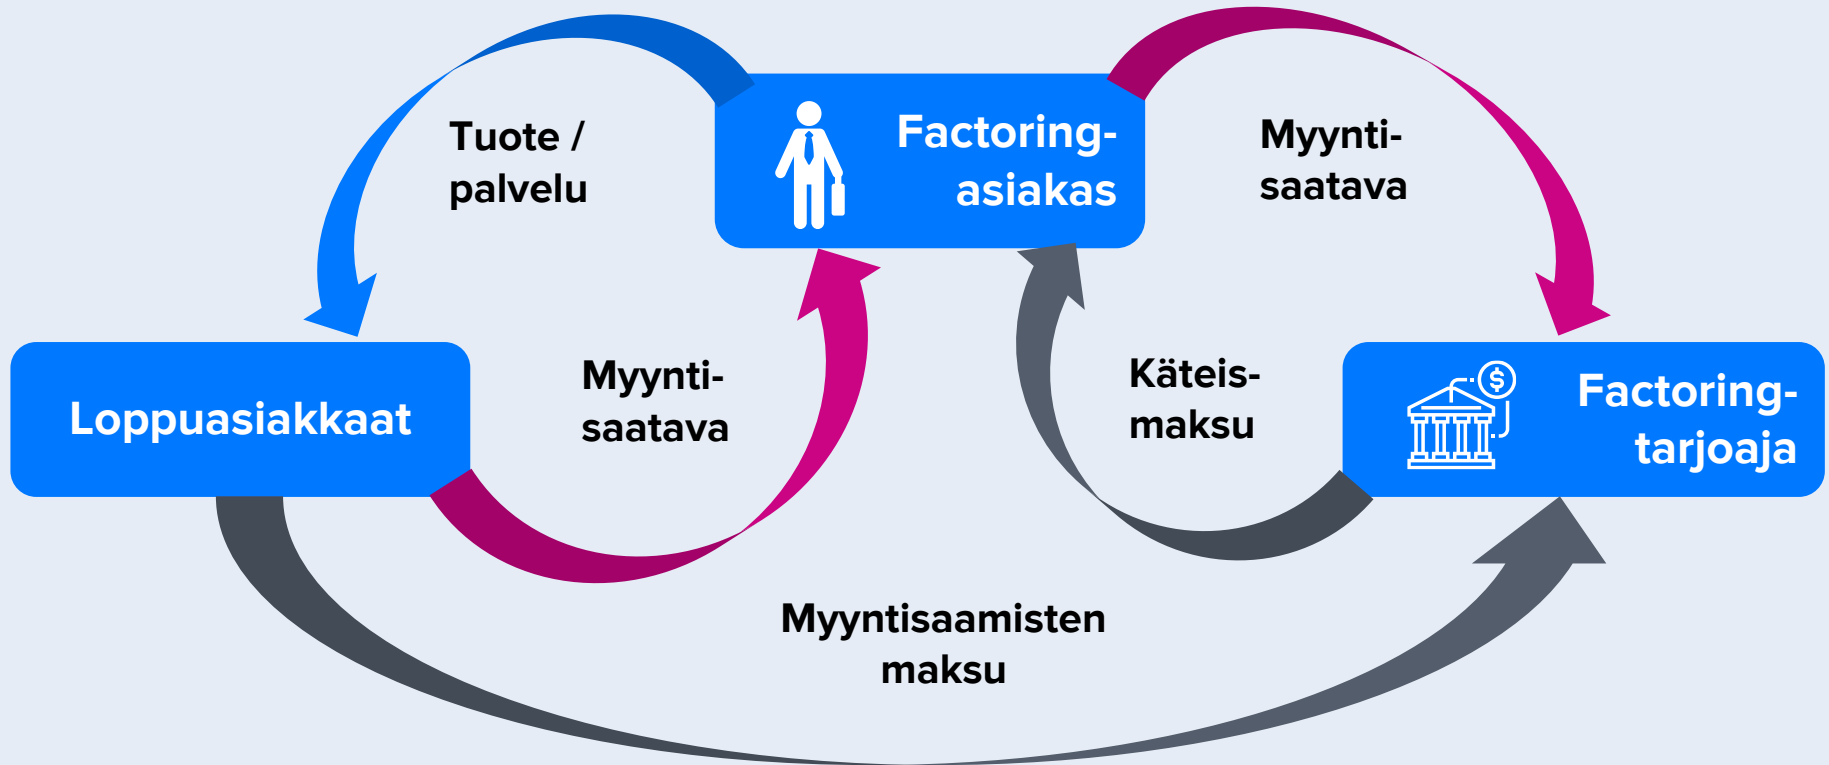 Tuote /
palvelu
Factoring-
asiakas
Myynti-
saatava
Loppuasiakkaat
Myynti-
saatava
Käteis-
maksu
$
Factoring-
tarjoaja
Myyntisaamisten
maksu